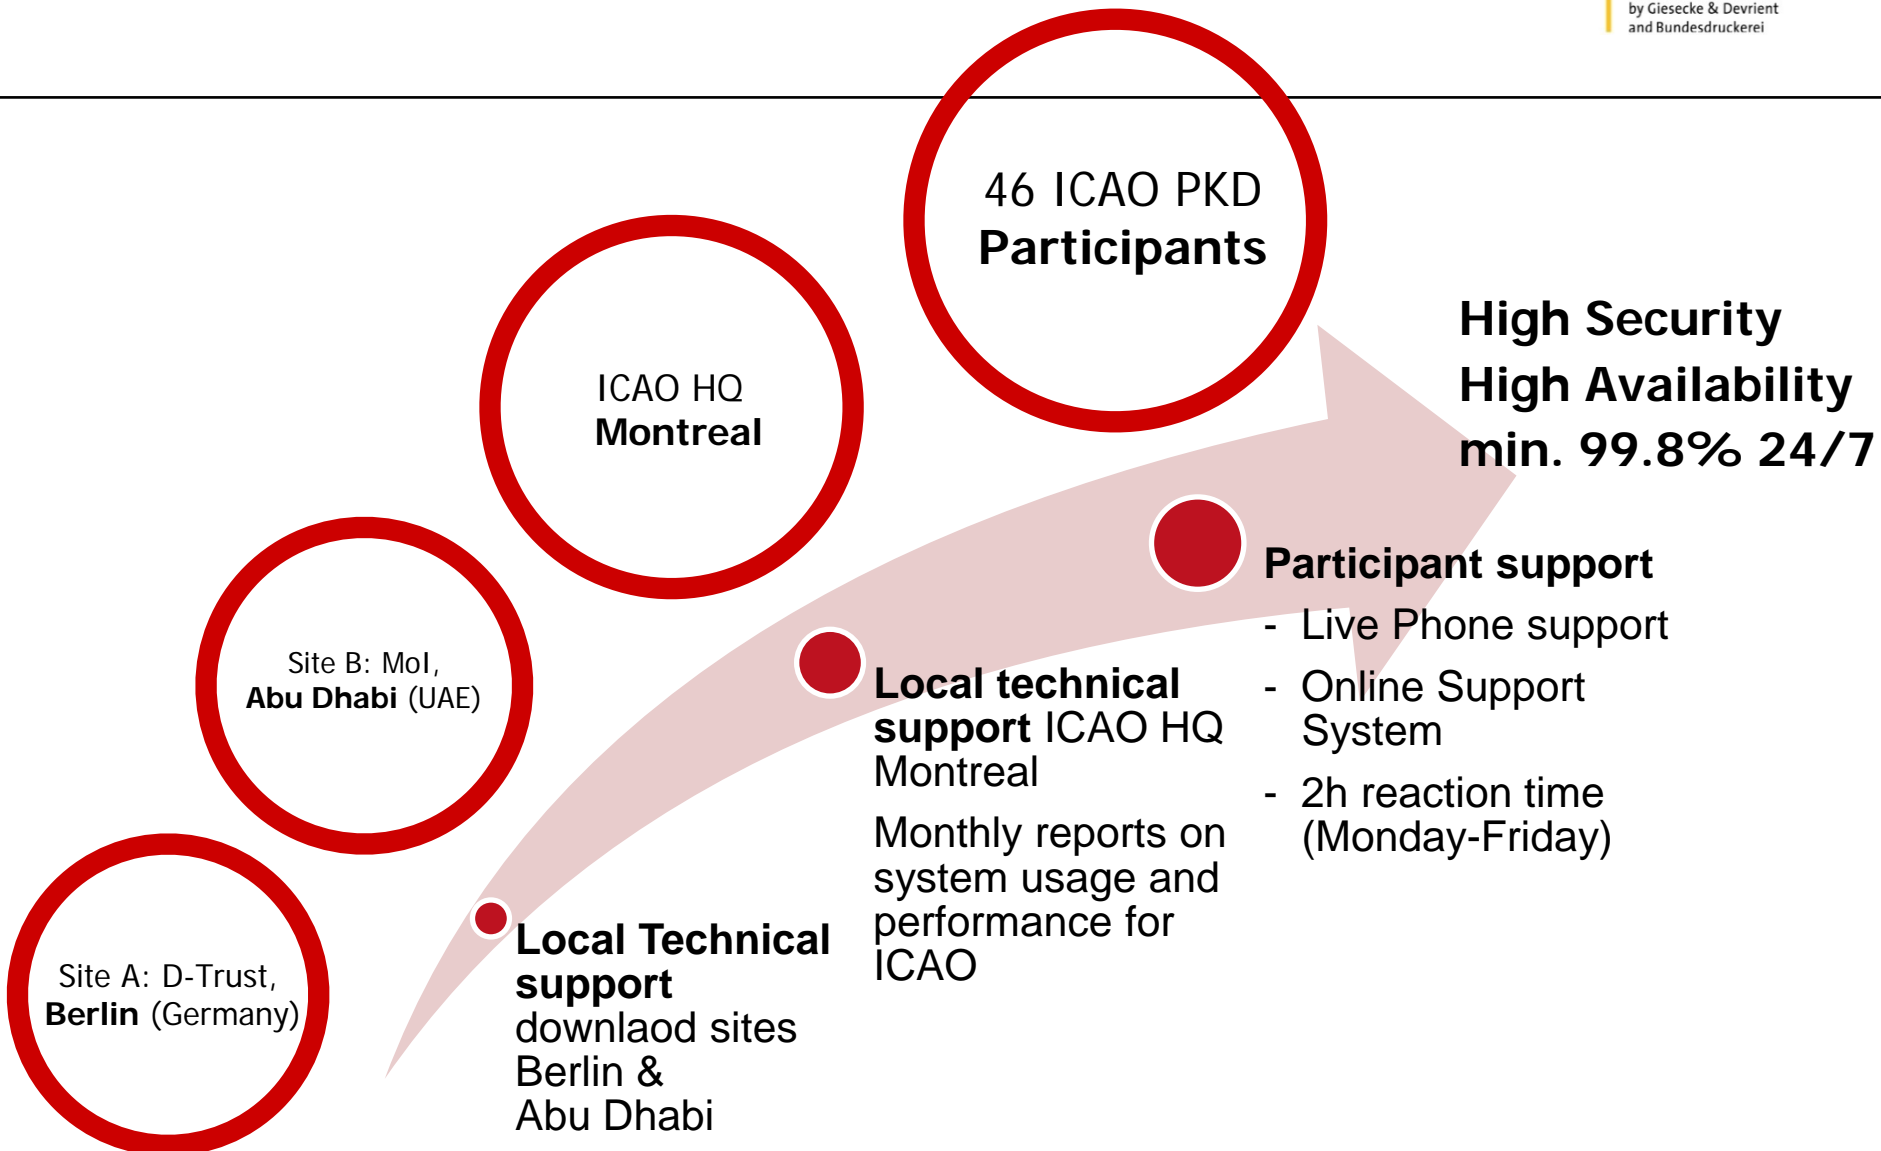 by Giesecke & Devrient
and Bundesdruckerei
46 ICAO PKD
Participants
High Security
High Availability
min. 99.8% 24/7
ICAO HQ
Montreal
Site B: MoI,
Abu Dhabi (UAE)
Site A: D-Trust,
Berlin (Germany)
Local Technical
support
downlaod sites
Berlin &
Abu Dhabi
Local technical
support ICAO HQ
Montreal
Monthly reports on
system usage and
performance for
ICAO
Participant support
- Live Phone support
- Online Support
System
- 2h reaction time
(Monday-Friday)